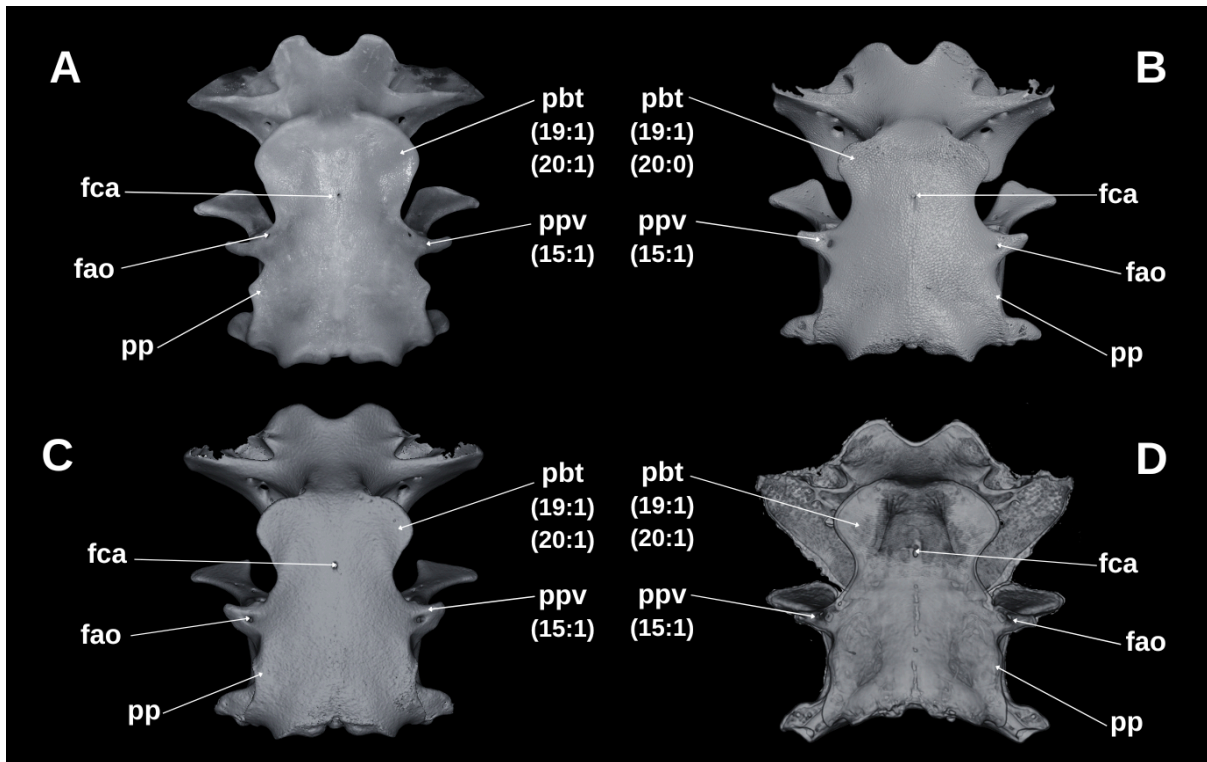 A
pbt
(19:1)
(20:1)
fca
ppv
(15:1)
fao
pp
B
pbt
(19:1)
(20:0)
fca
ppv
(15:1)
fao
pp
C
pbt
(19:1)
(20:1)
fca
ppv
(15:1)
fao
pp
D
pbt
(19:1)
(20:1)
fca
ppv
(15:1)
fao
pp